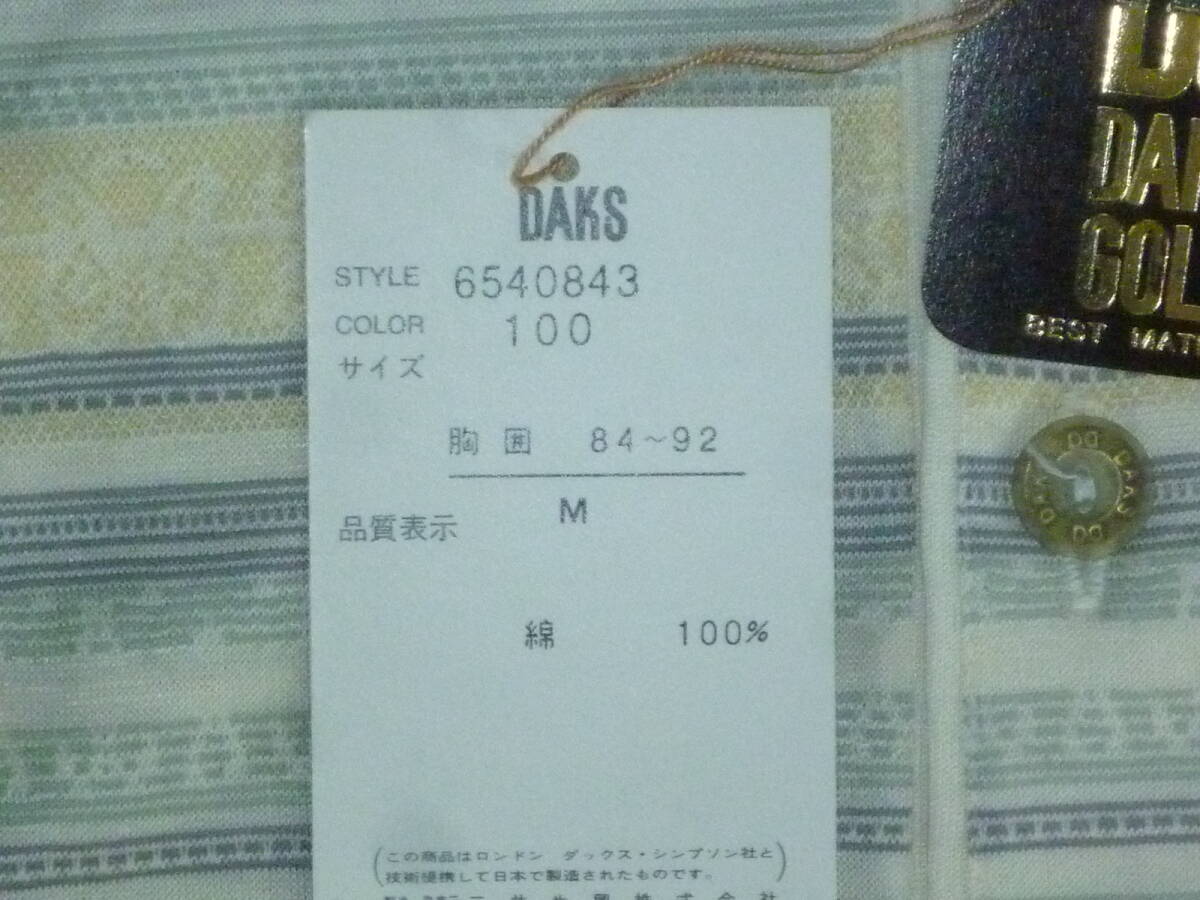 DAKS
STYLE 6540843
COLOR 100
サイズ
胸囲 84~92
M
品質表示
綿 100%
(この商品はロンドン ダックス・シンプソン社と
技術提携して日本で製造されたものです。)
BEST
DAKS DD DAKS DD